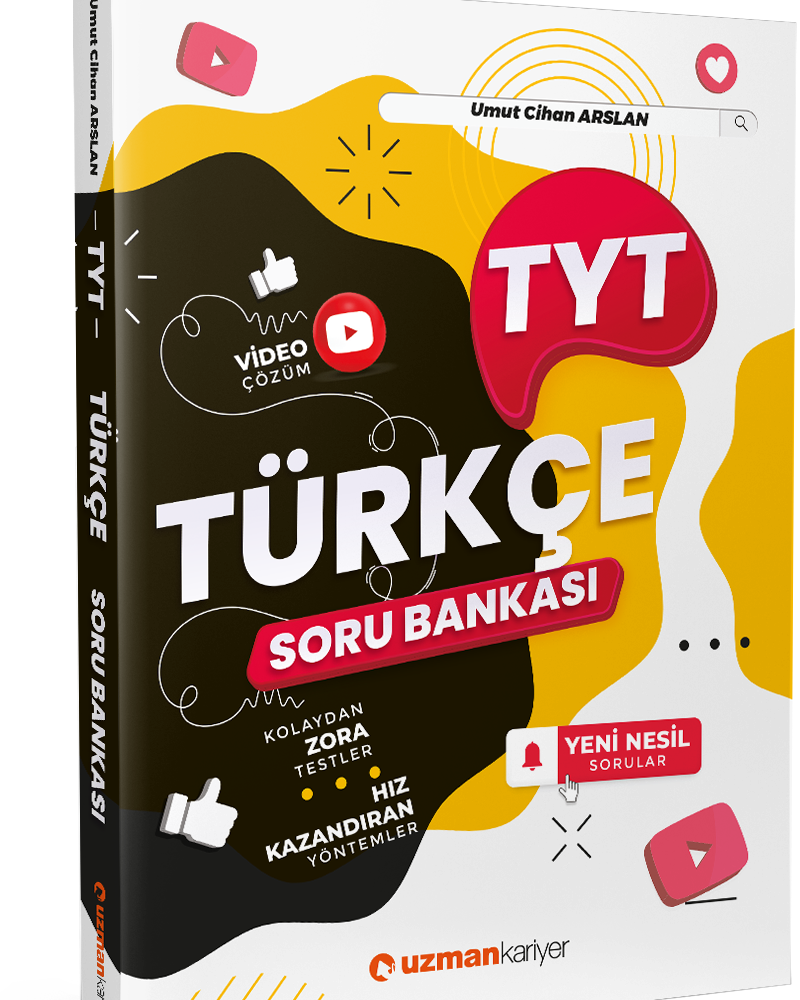 Umut Cihan ARSLAN
TYT
VİDEO
ÇÖZÜM
TÜRKÇE
SORU BANKASI
KOLAYDAN
ZORA
TESTLER
HIZ
KAZANDIRAN
YÖNTEMLER
YENİ NESİL
SORULAR
uzmankariyer
Umut Cihan ARSLAN
– TYT –
TÜRKÇE
SORU BANKASI
uzmankariyer